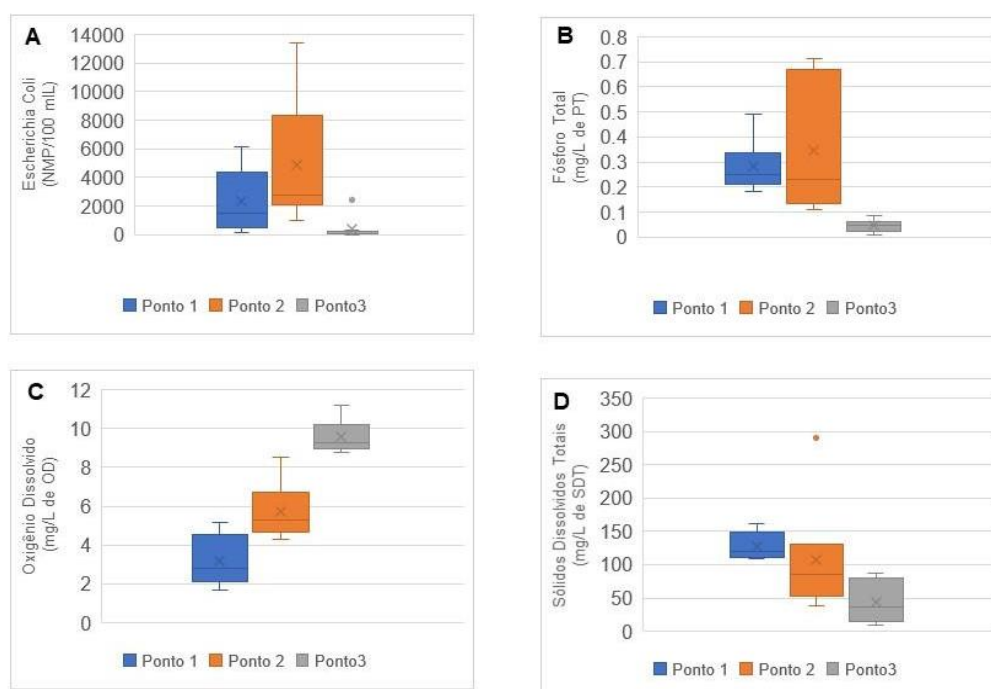 A
14000
12000
10000
8000
6000
4000
2000
0
Escherichia Coli
(NMP/100 mlL)
Ponto 1 Ponto 2 Ponto3
B
0.8
0.7
0.6
0.5
0.4
0.3
0.2
0.1
0
Fósforo Total
(mg/L de PT)
Ponto 1 Ponto 2 Ponto3
C
12
10
8
6
4
2
0
Oxigênio Dissolvido
(mg/L de OD)
Ponto 1 Ponto 2 Ponto3
D
350
300
250
200
150
100
50
0
Sólidos Dissolvidos Totais
(mg/L de SDT)
Ponto 1 Ponto 2 Ponto3